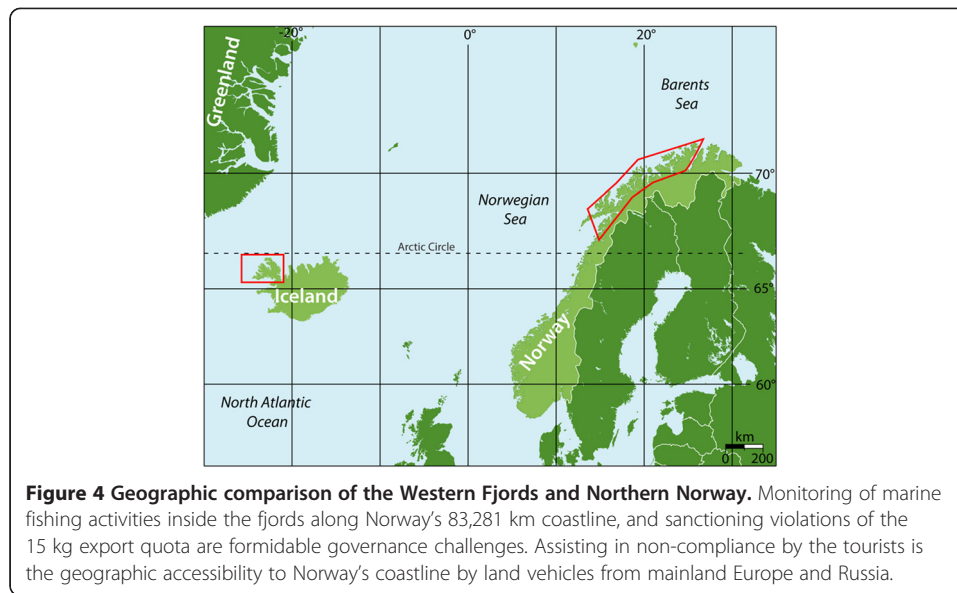 -20°
0°
20°
Greenland
Barents
Sea
70°
Norwegian
Sea
Arctic Circle
65°
Iceland
Norway
60°
North Atlantic
Ocean
km
0 200
Figure 4 Geographic comparison of the Western Fjords and Northern Norway. Monitoring of marine
fishing activities inside the fjords along Norway's 83,281 km coastline, and sanctioning violations of the
15 kg export quota are formidable governance challenges. Assisting in non-compliance by the tourists is
the geographic accessibility to Norway's coastline by land vehicles from mainland Europe and Russia.